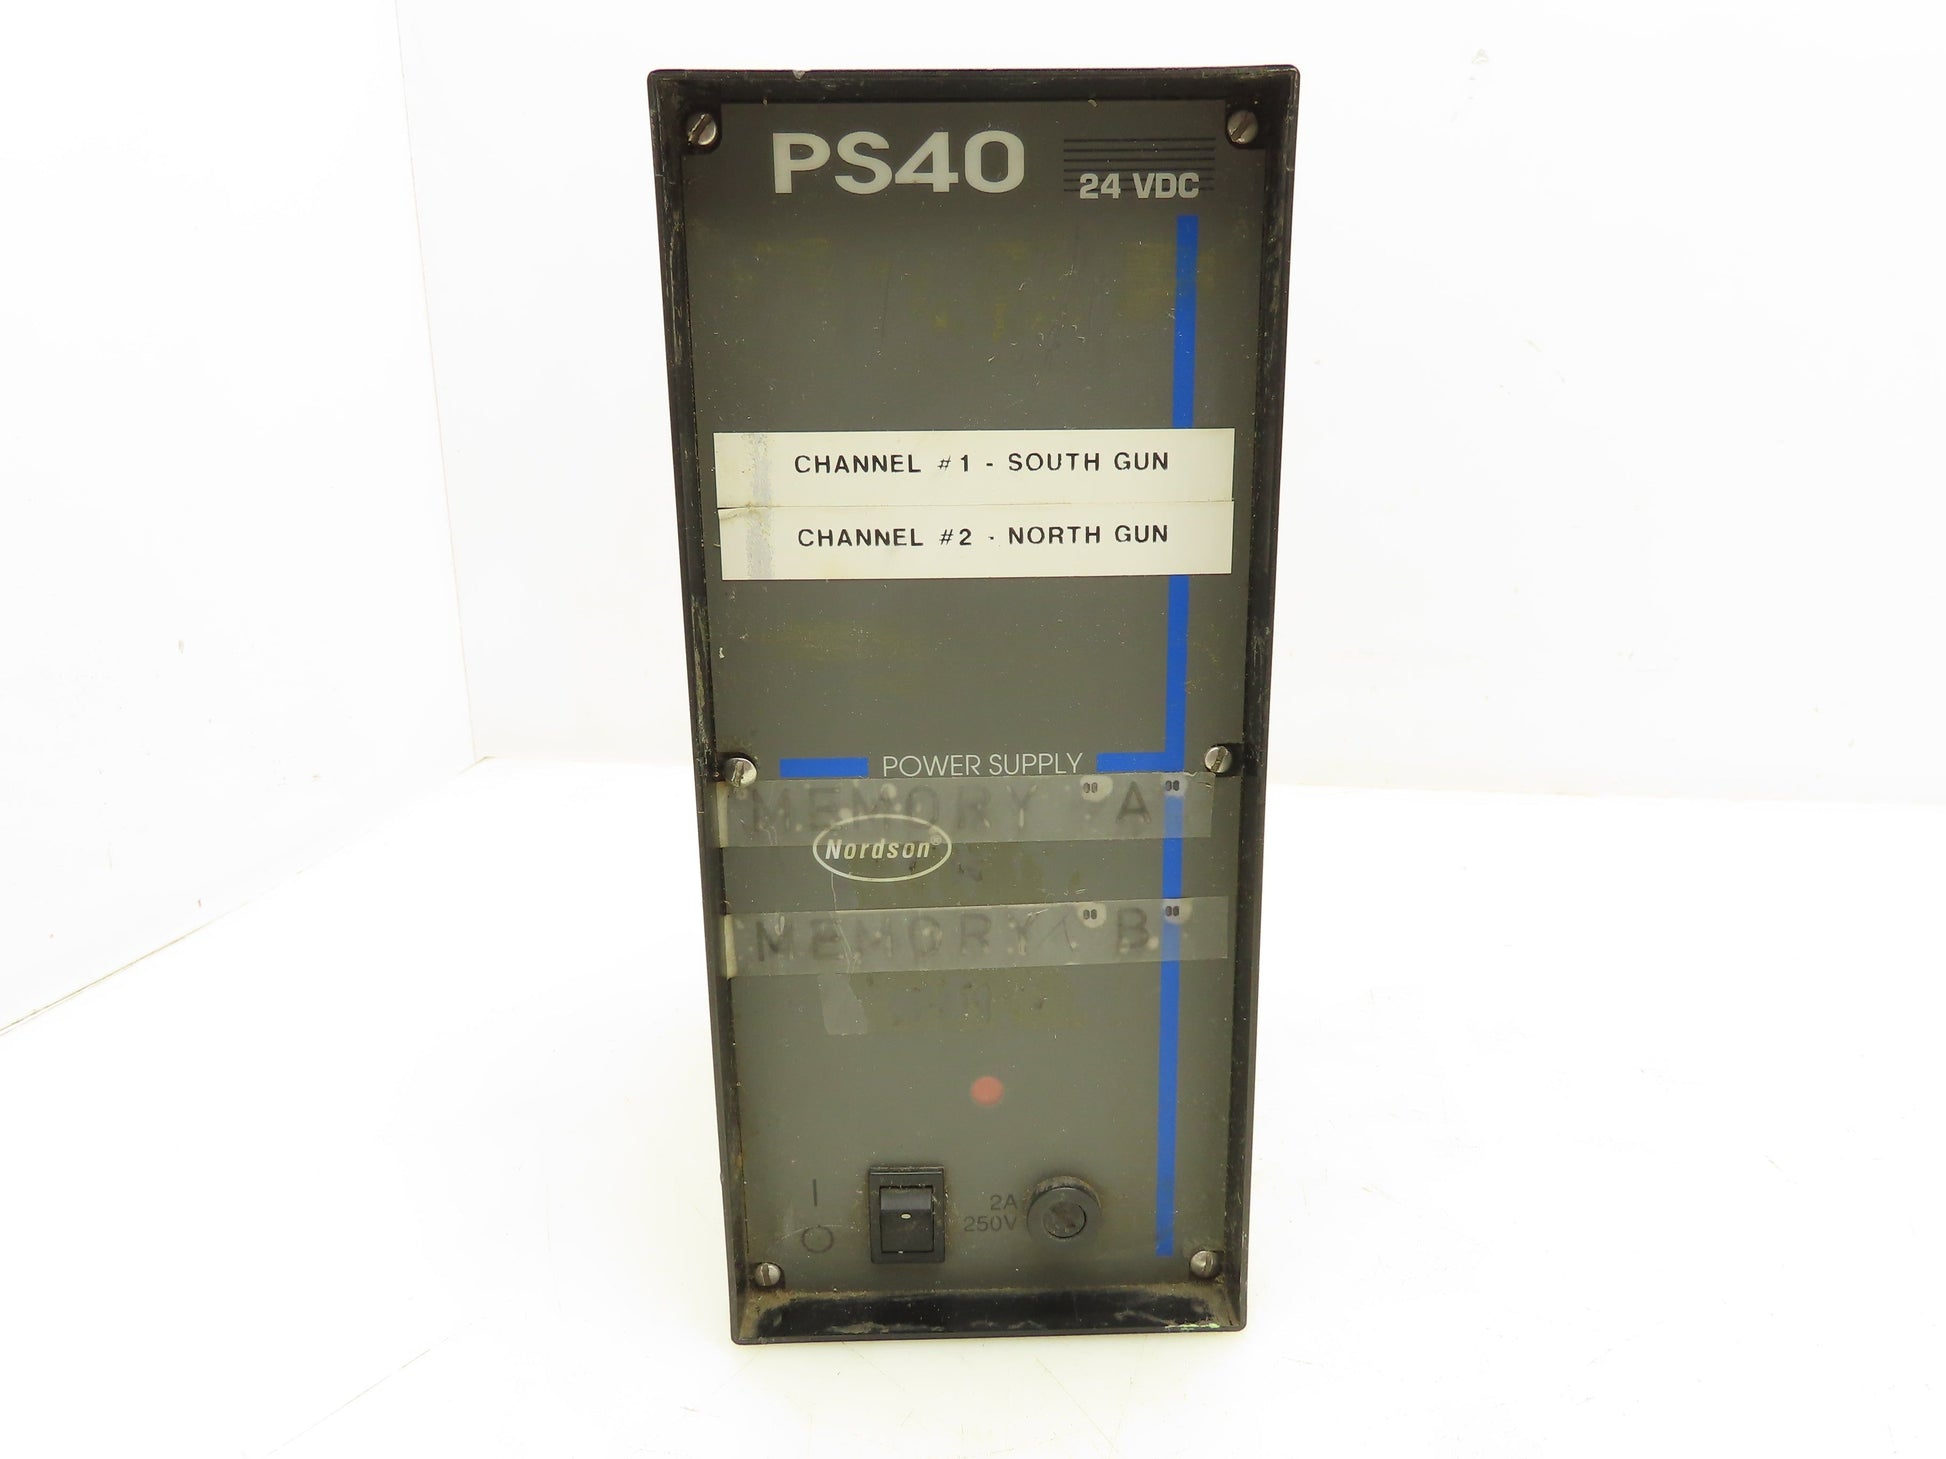 PS40
24 VDC
CHANNEL #1 - SOUTH GUN
CHANNEL #2 - NORTH GUN
POWER SUPPLY
MEMORY "A"
Nordson®
MEMORY "B"
2A
250V